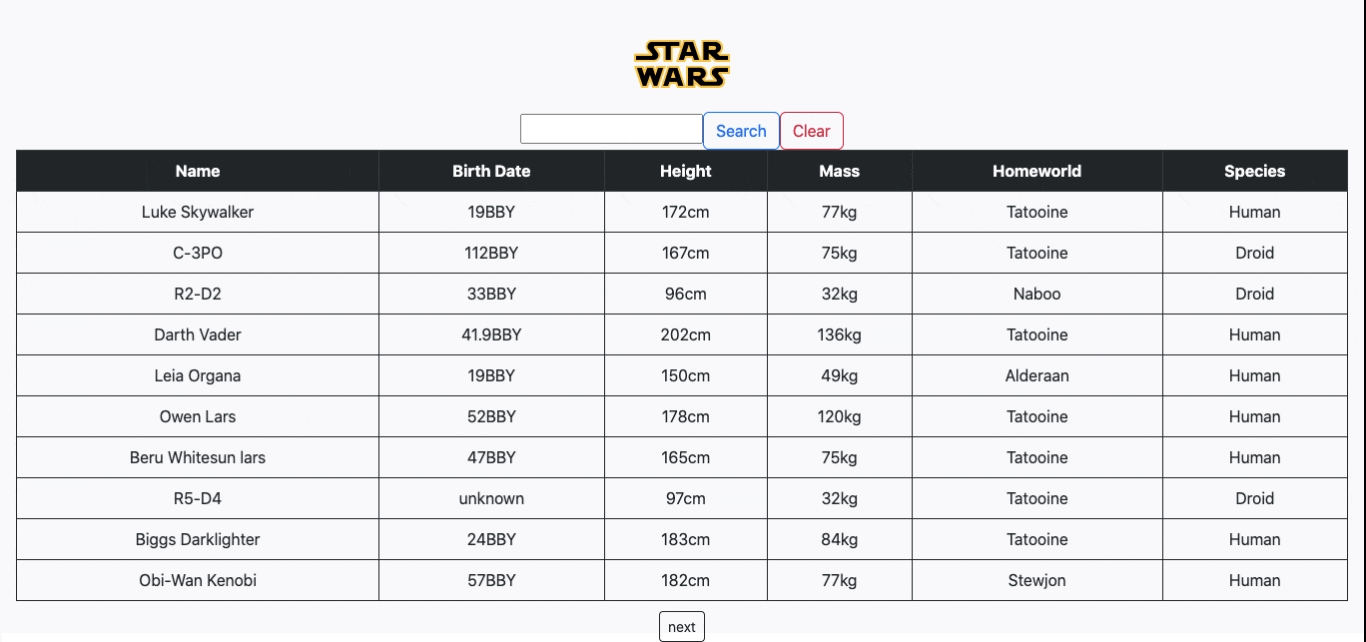 STAR
WARS
Search Clear
Name Birth Date Height Mass Homeworld Species
Luke Skywalker 19BBY 172cm 77kg Tatooine Human
C-3PO 112BBY 167cm 75kg Tatooine Droid
R2-D2 33BBY 96cm 32kg Naboo Droid
Darth Vader 41.9BBY 202cm 136kg Tatooine Human
Leia Organa 19BBY 150cm 49kg Alderaan Human
Owen Lars 52BBY 178cm 120kg Tatooine Human
Beru Whitesun lars 47BBY 165cm 75kg Tatooine Human
R5-D4 unknown 97cm 32kg Tatooine Droid
Biggs Darklighter 24BBY 183cm 84kg Tatooine Human
Obi-Wan Kenobi 57BBY 182cm 77kg Stewjon Human
next